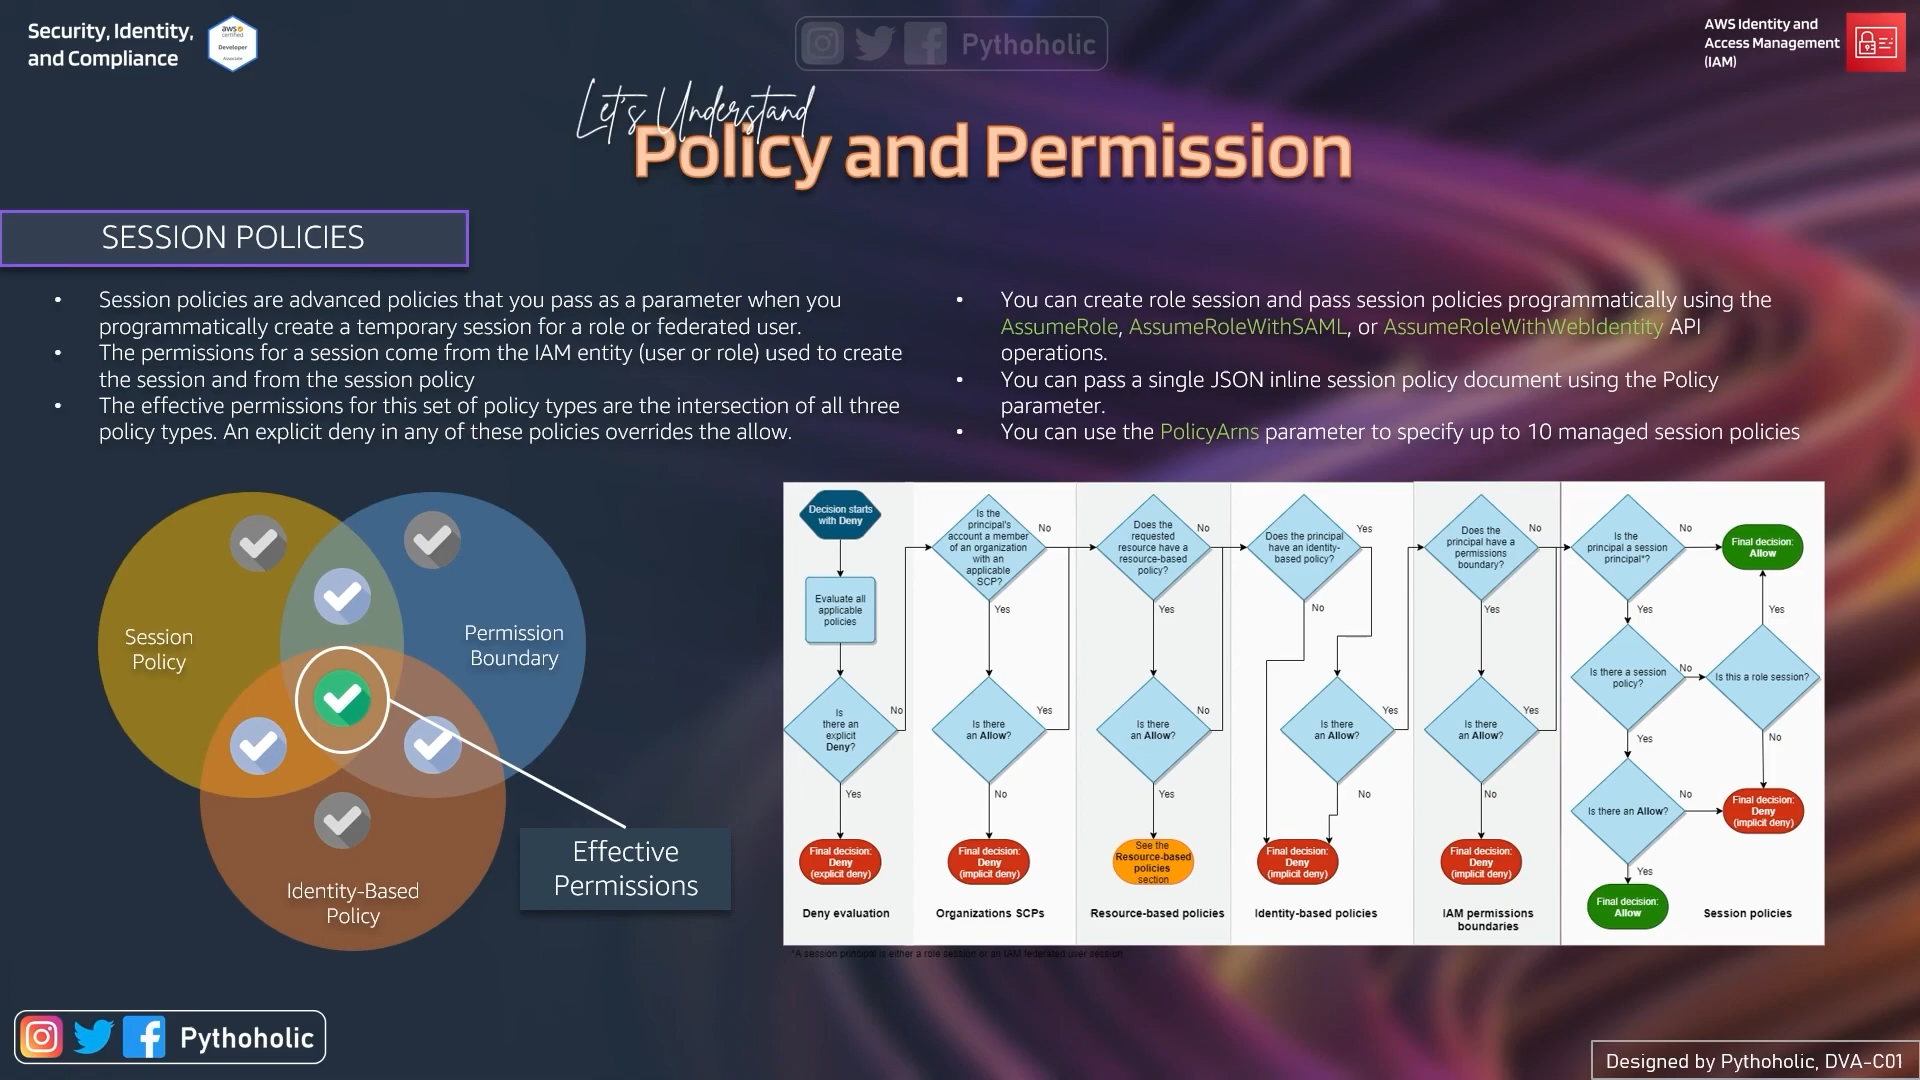 Security, Identity,
and Compliance
aws
certified
Developer
Associate
Pythoholic
AWS Identity and
Access Management
(IAM)
Let's Understand
Policy and Permission
SESSION POLICIES
• Session policies are advanced policies that you pass as a parameter when you
programmatically create a temporary session for a role or federated user.
• The permissions for a session come from the IAM entity (user or role) used to create
the session and from the session policy
• The effective permissions for this set of policy types are the intersection of all three
policy types. An explicit deny in any of these policies overrides the allow.
• You can create role session and pass session policies programmatically using the
AssumeRole, AssumeRoleWithSAML, or AssumeRoleWithWebIdentity API
operations.
• You can pass a single JSON inline session policy document using the Policy
parameter.
• You can use the PolicyArns parameter to specify up to 10 managed session policies
Session
Policy
Permission
Boundary
Identity-Based
Policy
Effective
Permissions
Decision starts
with Deny
Evaluate all
applicable
policies
Is
there an
explicit
Deny?
No
Yes
Final decision:
Deny
(explicit deny)
Deny evaluation
Is the
principal's
account a member
of an organization
with an
applicable
SCP?
No
Yes
Is there
an Allow?
Yes
No
Final decision:
Deny
(implicit deny)
Organizations SCPs
Does the
requested
resource have a
resource-based
policy?
No
Yes
Is there
an Allow?
No
Yes
See the
Resource-based
policies
section
Resource-based policies
Does the principal
have an identity-
based policy?
Yes
No
Is there
an Allow?
Yes
No
Final decision:
Deny
(implicit deny)
Identity-based policies
Does the
principal have a
permissions
boundary?
No
Yes
Is there
an Allow?
Yes
No
Final decision:
Deny
(implicit deny)
IAM permissions
boundaries
Is the
principal a session
principal*?
No
Final decision:
Allow
Yes
Yes
Is there a session
policy?
No
Is this a role session?
Yes
No
Is there an Allow?
No
Final decision:
Deny
(implicit deny)
Yes
Final decision:
Allow
Session policies
*A session principal is either a role session or an IAM federated user session
Pythoholic
Designed by Pythoholic, DVA-C01